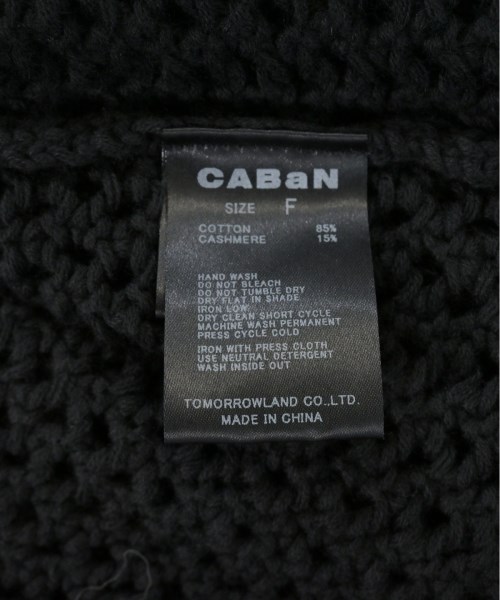 CABaN
SIZE F
COTTON 85%
CASHMERE 15%
HAND WASH
DO NOT BLEACH
DO NOT TUMBLE DRY
DRY FLAT IN SHADE
IRON LOW
DRY CLEAN SHORT CYCLE
MACHINE WASH PERMANENT
PRESS CYCLE COLD
IRON WITH PRESS CLOTH
USE NEUTRAL DETERGENT
WASH INSIDE OUT
TOMORROWLAND CO.,LTD.
MADE IN CHINA